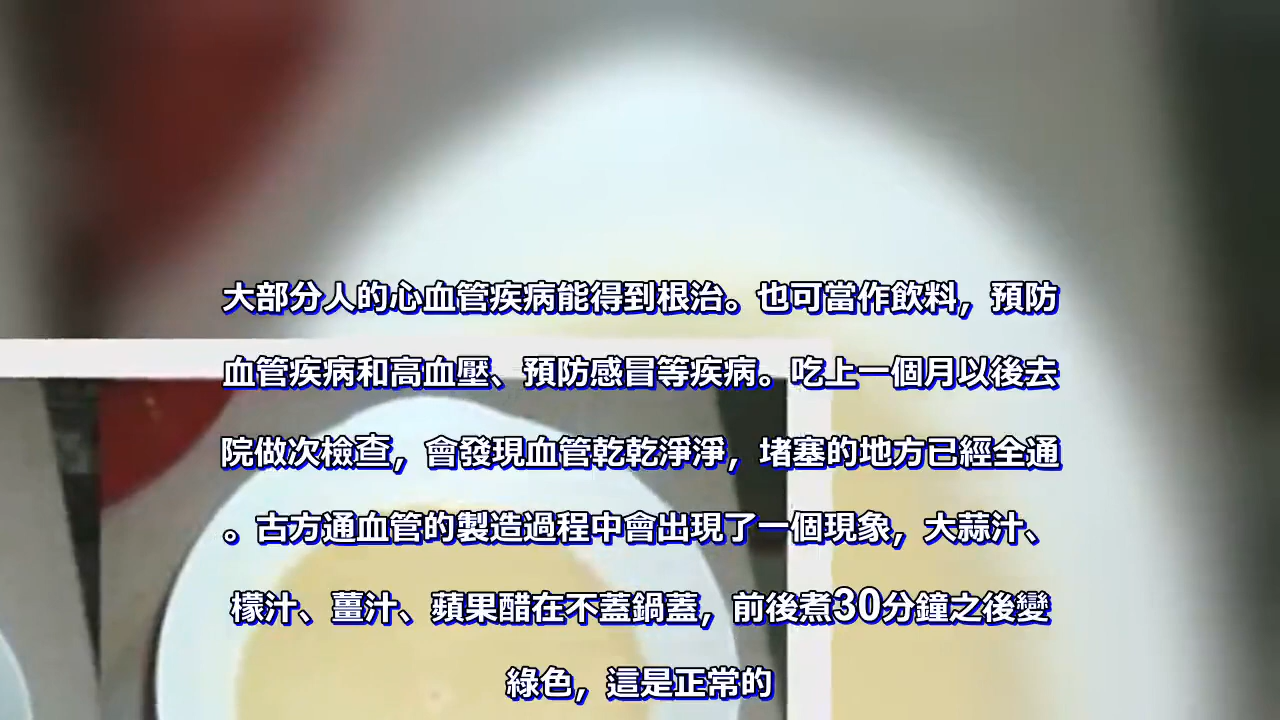 大部分人的心血管疾病能得到根治。也可當作飲料，預防
血管疾病和高血壓、預防感冒等疾病。吃上一個月以後去
院做次檢查，會發現血管乾乾淨淨，堵塞的地方已經全通
。古方通血管的製造過程中會出現了一個現象，大蒜汁、
檬汁、薑汁、蘋果醋在不蓋鍋蓋，前後煮30分鐘之後變
綠色，這是正常的